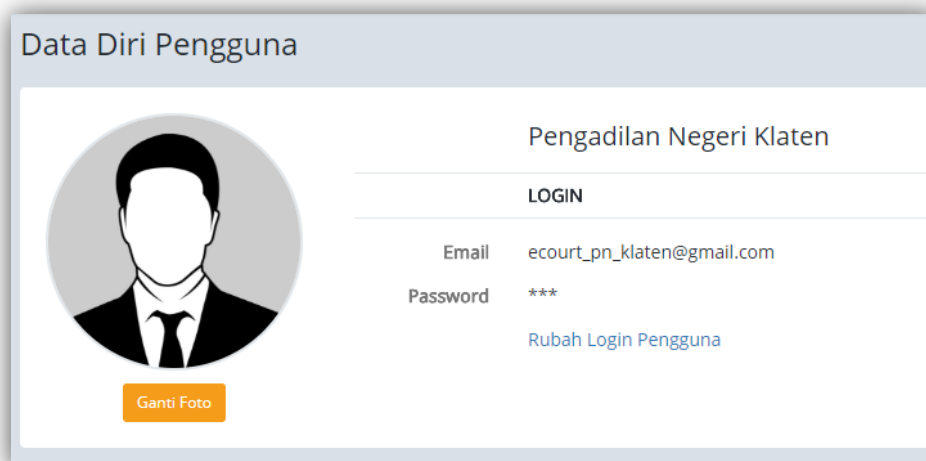 Data Diri Pengguna
Pengadilan Negeri Klaten
LOGIN
Email ecourt_pn_klaten@gmail.com
Password ***
Rubah Login Pengguna
Ganti Foto